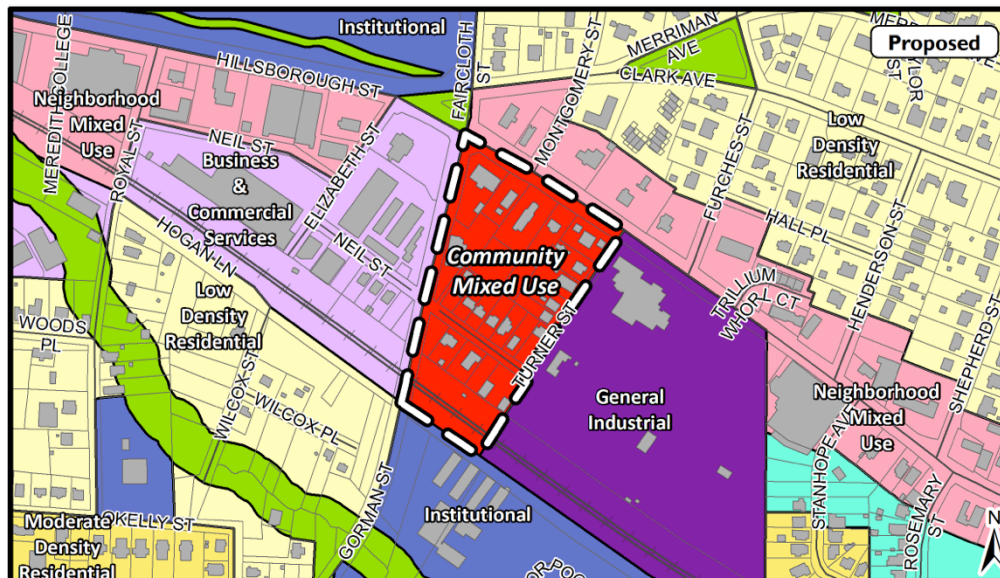 Proposed
Institutional
MERRIMAN
AVE
CLARK AVE
FAIRCLOTH
ST
MONTGOMERY ST
MEREDITH COLLEGE
HILLSBOROUGH ST
Neighborhood
Mixed
Use
ROYAL ST
NEIL ST
Business
&
Commercial
Services
ELIZABETH ST
NEIL ST
HOGAN LN
Low
Density
Residential
FURCHES ST
HALL PL
HENDERSON ST
Community
Mixed Use
TURNER ST
TRILLIUM
WHORL CT
SHEPHERD ST
Low
Density
Residential
WOODS
PL
WILCOX ST
WILCOX PL
General
Industrial
Neighborhood
Mixed
Use
STANHOPE AVE
ROSEMARY
ST
GORMAN ST
Institutional
OKELLY ST
Moderate
Density
Residential
N